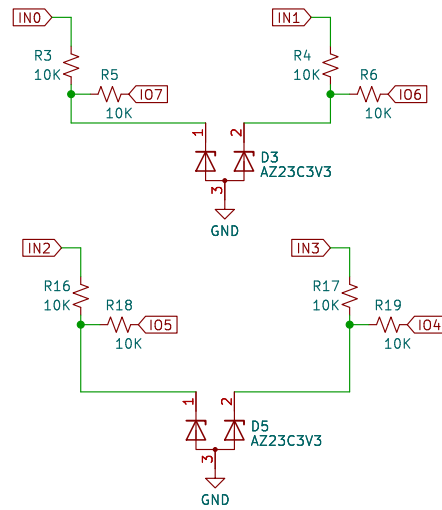 IN0
IN1
R3
10K
R5
IO7
10K
R4
10K
R6
IO6
10K
1
2
D3
AZ23C3V3
3
GND
IN2
IN3
R16
10K
R18
IO5
10K
R17
10K
R19
IO4
10K
1
2
D5
AZ23C3V3
3
GND